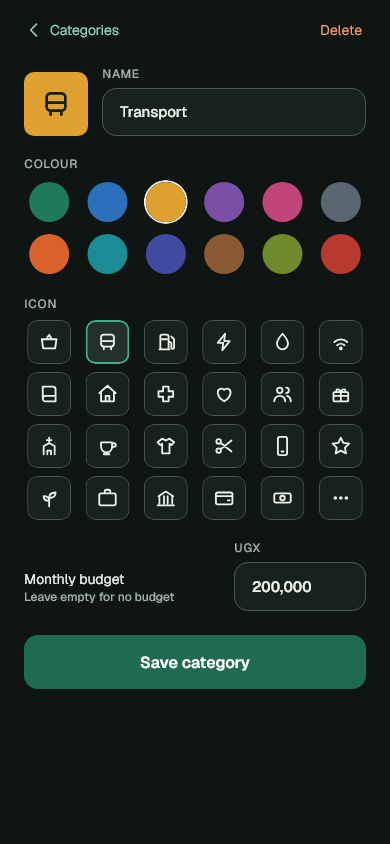 Categories
Delete
NAME
Transport
COLOUR
ICON
UGX
Monthly budget
Leave empty for no budget
200,000
Save category